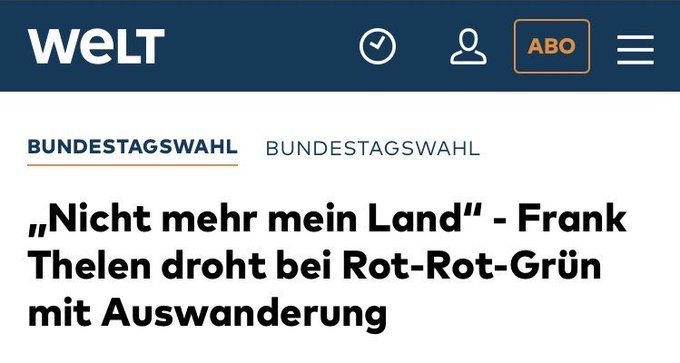 WELT
ABO
BUNDESTAGSWAHL BUNDESTAGSWAHL
„Nicht mehr mein Land“ - Frank
Thelen droht bei Rot-Rot-Grün
mit Auswanderung